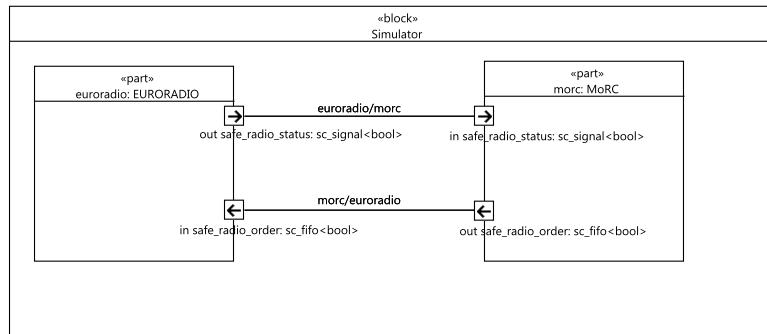 «block»
Simulator
«part»
euroradio: EURORADIO
«part»
morc: MoRC
euroradio/morc
out safe_radio_status: sc_signal<bool>
in safe_radio_status: sc_signal<bool>
morc/euroradio
in safe_radio_order: sc_fifo<bool>
out safe_radio_order: sc_fifo<bool>